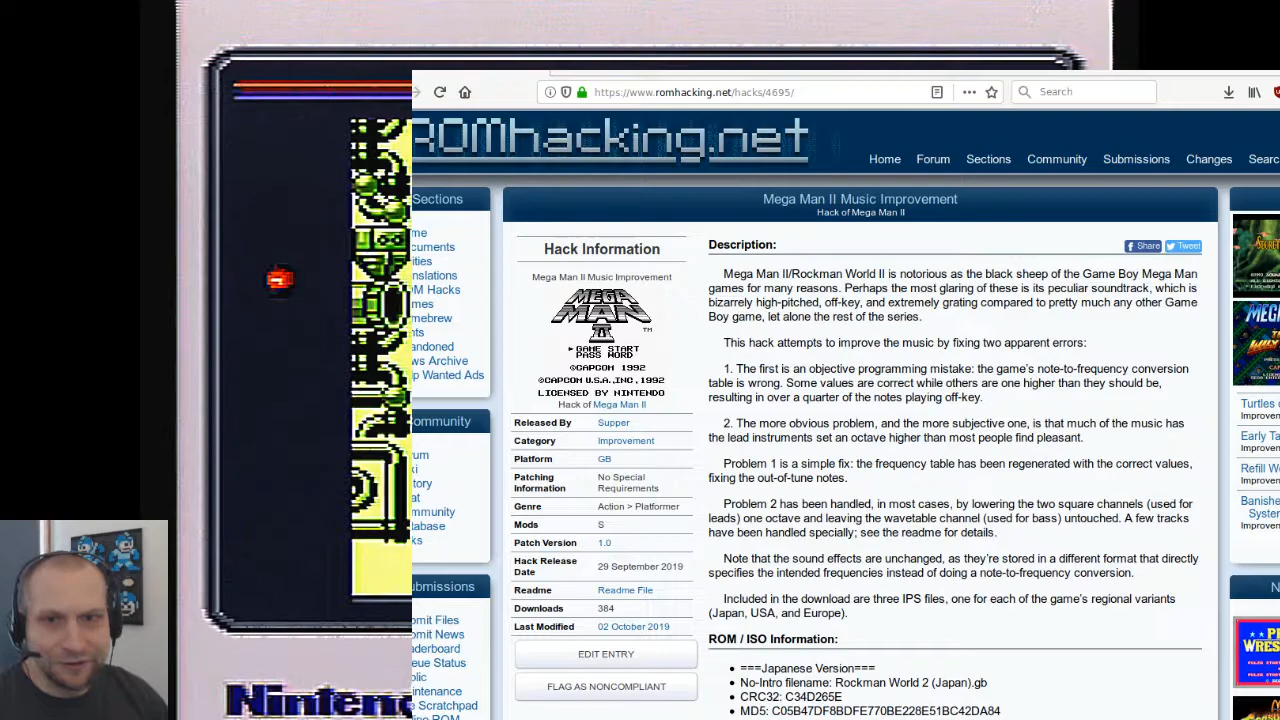 https://www.romhacking.net/hacks/4695/
Search
ROMhacking.net
Home Forum Sections Community Submissions Changes
Sections
Mega Man II Music Improvement
Hack of Mega Man II
Hack Information
Mega Man II Music Improvement
MEGA MAN II
TM
GAME START
PASS WORD
©CAPCOM 1992
©CAPCOM U.S.A., INC, 1992
LICENSED BY NINTENDO
Hack of Mega Man II
Released By Supper
Category Improvement
Platform GB
Patching Information No Special Requirements
Genre Action > Platformer
Mods S
Patch Version 1.0
Hack Release Date 29 September 2019
Readme Readme File
Downloads 384
Last Modified 02 October 2019
EDIT ENTRY
FLAG AS NONCOMPLIANT
Description:
Share Tweet
Mega Man II/Rockman World II is notorious as the black sheep of the Game Boy Mega Man
games for many reasons. Perhaps the most glaring of these is its peculiar soundtrack, which is
bizarrely high-pitched, off-key, and extremely grating compared to pretty much any other Game
Boy game, let alone the rest of the series.
This hack attempts to improve the music by fixing two apparent errors:
1. The first is an objective programming mistake: the game's note-to-frequency conversion
table is wrong. Some values are correct while others are one higher than they should be,
resulting in over a quarter of the notes playing off-key.
2. The more obvious problem, and the more subjective one, is that much of the music has
the lead instruments set an octave higher than most people find pleasant.
Problem 1 is a simple fix: the frequency table has been regenerated with the correct values,
fixing the out-of-tune notes.
Problem 2 has been handled, in most cases, by lowering the two square channels (used for
leads) one octave and leaving the wavetable channel (used for bass) untouched. A few tracks
have been handled specially; see the readme for details.
Note that the sound effects are unchanged, as they're stored in a different format that directly
specifies the intended frequencies instead of doing a note-to-frequency conversion.
Included in the download are three IPS files, one for each of the game's regional variants
(Japan, USA, and Europe).
ROM / ISO Information:
===Japanese Version===
No-Intro filename: Rockman World 2 (Japan).gb
CRC32: C34D265E
MD5: C05B47DF8BDFE770BE228E51BC42DA84